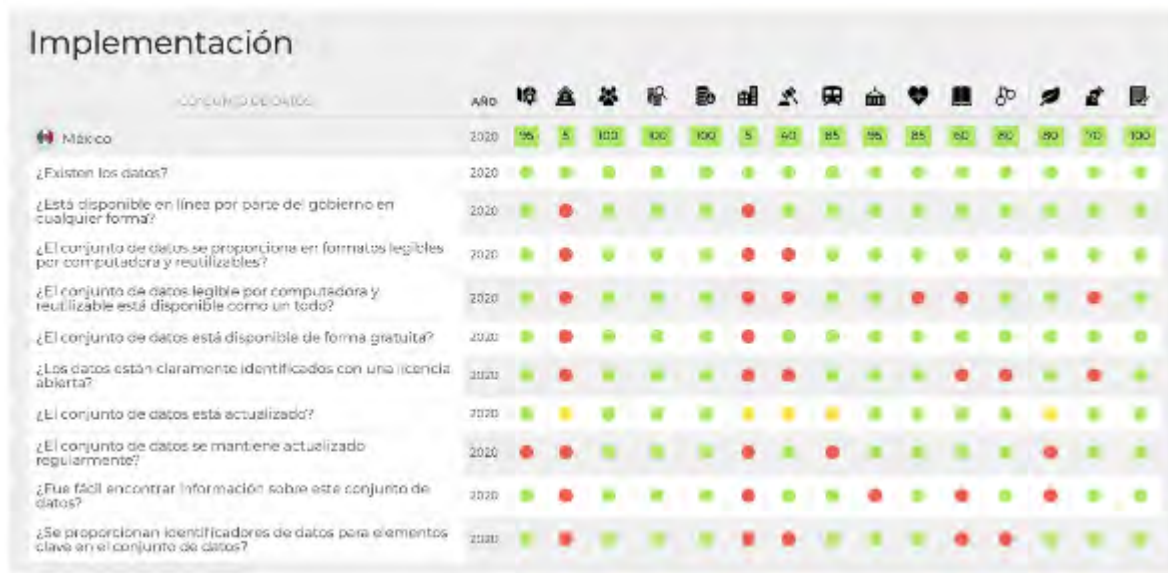 Implementación
CONJUNTO DE DATOS AÑO
México 2020 95 5 100 100 100 5 40 85 95 85 60 80 80 70 100
¿Existen los datos? 2020
¿Está disponible en línea por parte del gobierno en
cualquier forma? 2020
¿El conjunto de datos se proporciona en formatos legibles
por computadora y reutilizables? 2020
¿El conjunto de datos legible por computadora y
reutilizable está disponible como un todo? 2020
¿El conjunto de datos está disponible de forma gratuita? 2020
¿Los datos están claramente identificados con una licencia
abierta? 2020
¿El conjunto de datos está actualizado? 2020
¿El conjunto de datos se mantiene actualizado
regularmente? 2020
¿Fue fácil encontrar información sobre este conjunto de
datos? 2020
¿Se proporcionan identificadores de datos para elementos
clave en el conjunto de datos? 2020